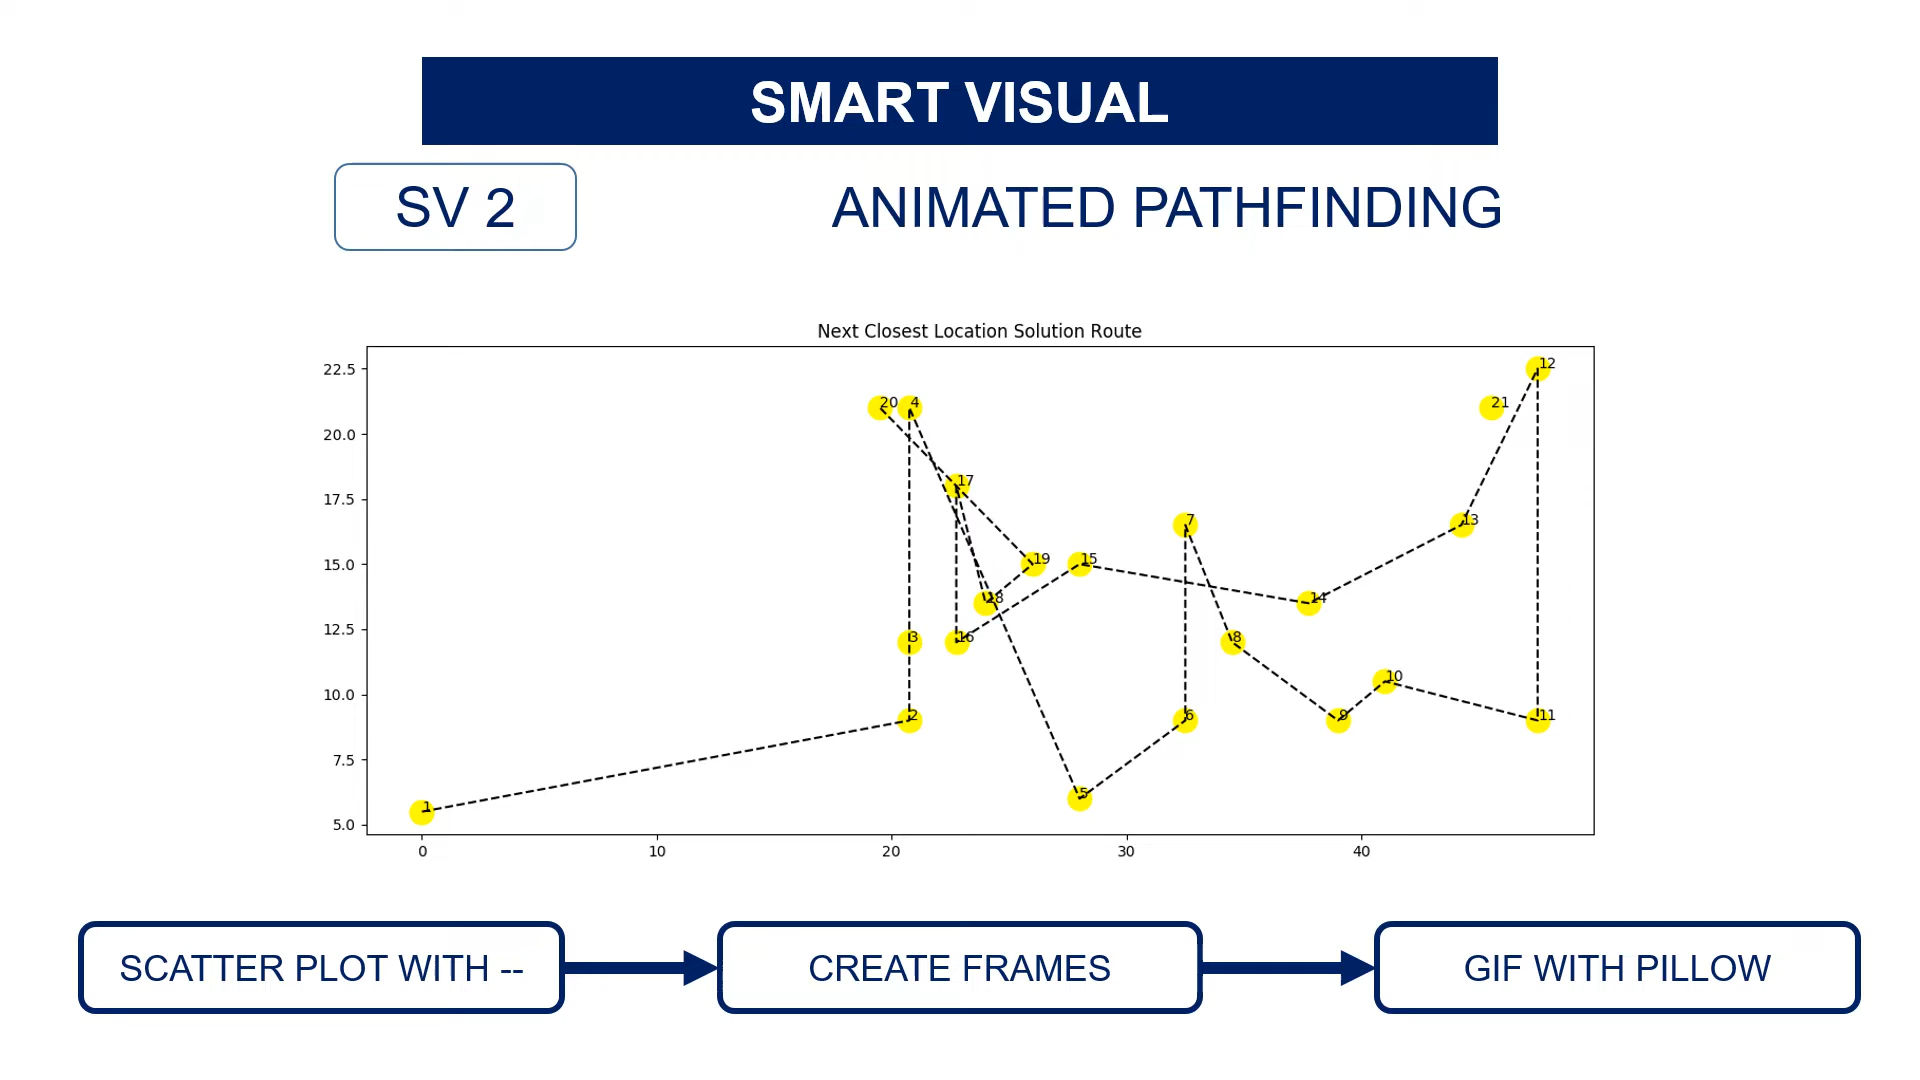 SMART VISUAL
SV 2
ANIMATED PATHFINDING
Next Closest Location Solution Route
22.5
20.0
17.5
15.0
12.5
10.0
7.5
5.0
0 10 20 30 40
12
20 4 21
17
7 13
19 15
18 14
3 16 8
10
2 6 9 11
5
1
SCATTER PLOT WITH --
CREATE FRAMES
GIF WITH PILLOW